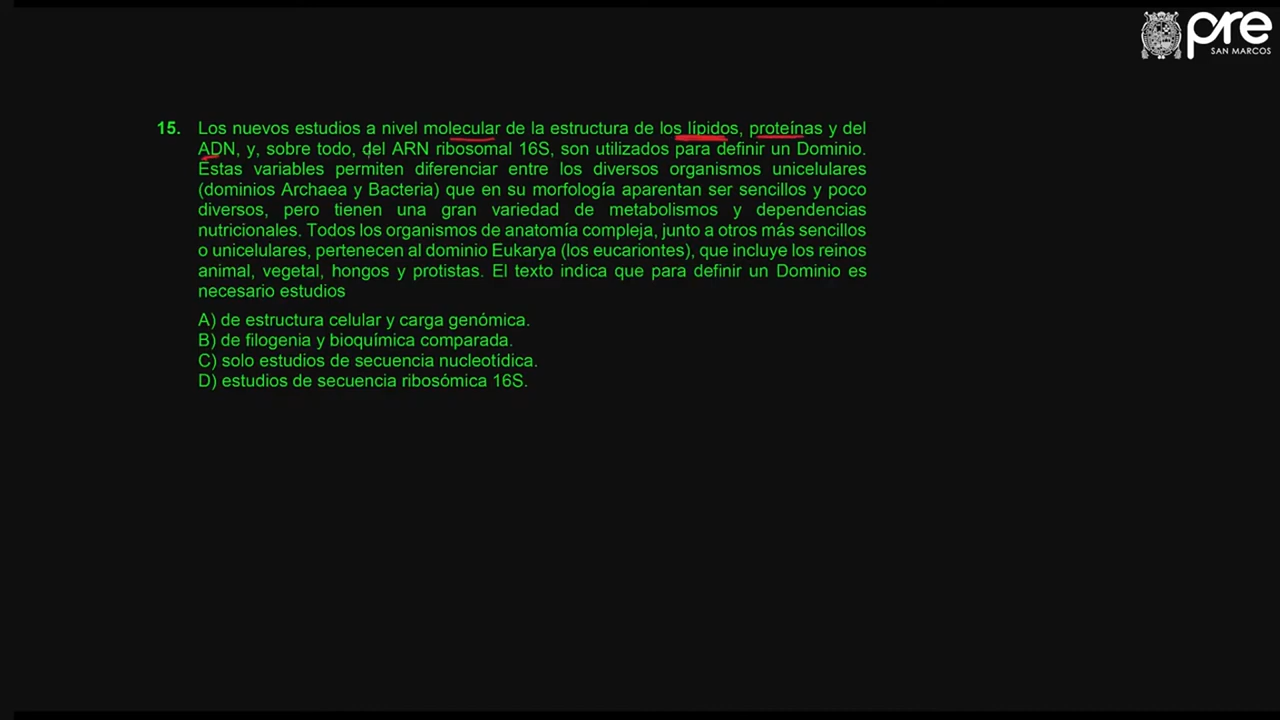 pre
SAN MARCOS
15. Los nuevos estudios a nivel molecular de la estructura de los lípidos, proteínas y del
ADN, y, sobre todo, del ARN ribosomal 16S, son utilizados para definir un Dominio.
Estas variables permiten diferenciar entre los diversos organismos unicelulares
(dominios Archaea y Bacteria) que en su morfología aparentan ser sencillos y poco
diversos, pero tienen una gran variedad de metabolismos y dependencias
nutricionales. Todos los organismos de anatomía compleja, junto a otros más sencillos
o unicelulares, pertenecen al dominio Eukarya (los eucariontes), que incluye los reinos
animal, vegetal, hongos y protistas. El texto indica que para definir un Dominio es
necesario estudios
A) de estructura celular y carga genómica.
B) de filogenia y bioquímica comparada.
C) solo estudios de secuencia nucleotídica.
D) estudios de secuencia ribosómica 16S.